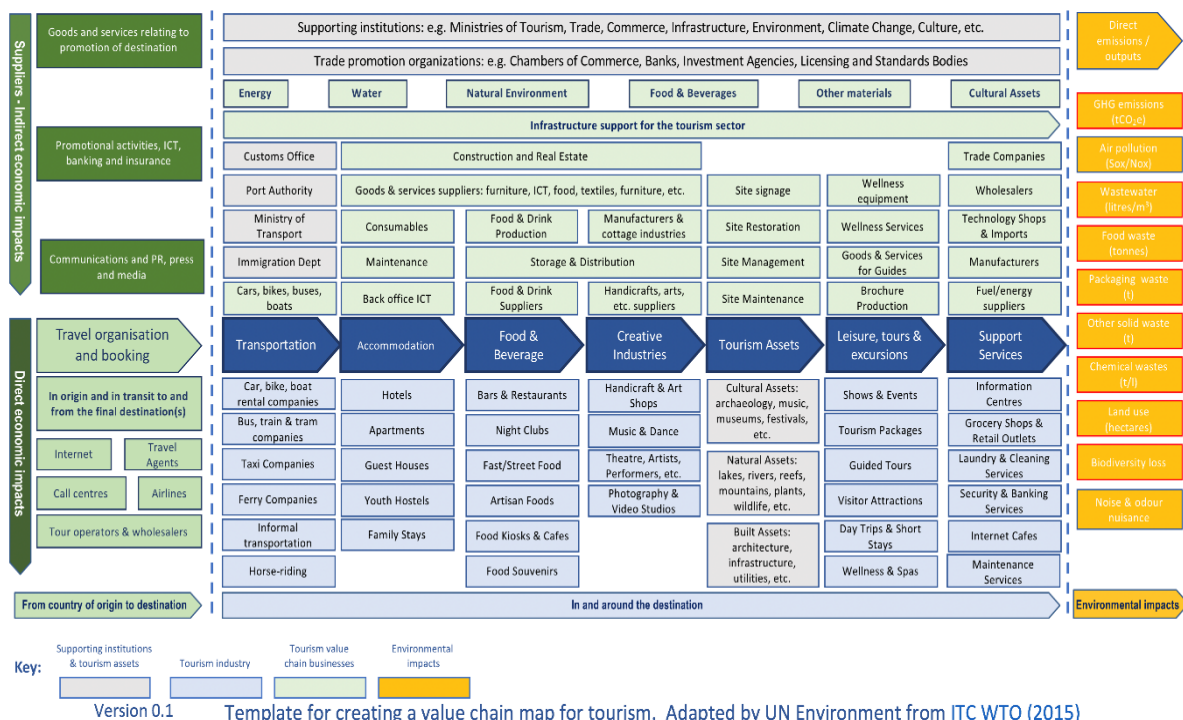 Suppliers - Indirect economic impacts
Goods and services relating to
promotion of destination
Promotional activities, ICT,
banking and insurance
Communications and PR, press
and media
Supporting institutions: e.g. Ministries of Tourism, Trade, Commerce, Infrastructure, Environment, Climate Change, Culture, etc.
Trade promotion organizations: e.g. Chambers of Commerce, Banks, Investment Agencies, Licensing and Standards Bodies
Energy
Water
Natural Environment
Food & Beverages
Other materials
Cultural Assets
Infrastructure support for the tourism sector
Customs Office
Construction and Real Estate
Trade Companies
Port Authority
Goods & services suppliers: furniture, ICT, food, textiles, furniture, etc.
Site signage
Wellness
equipment
Wholesalers
Ministry of
Transport
Consumables
Food & Drink
Production
Manufacturers &
cottage industries
Site Restoration
Wellness Services
Technology Shops
& Imports
Immigration Dept
Maintenance
Storage & Distribution
Site Management
Goods & Services
for Guides
Manufacturers
Cars, bikes, buses,
boats
Back office ICT
Food & Drink
Suppliers
Handicrafts, arts,
etc. suppliers
Site Maintenance
Brochure
Production
Fuel/energy
suppliers
Direct economic impacts
Travel organisation
and booking
Transportation
Accommodation
Food &
Beverage
Creative
Industries
Tourism Assets
Leisure, tours &
excursions
Support
Services
In origin and in transit to and
from the final destination(s)
Internet
Travel
Agents
Call centres
Airlines
Tour operators & wholesalers
Car, bike, boat
rental companies
Bus, train & tram
companies
Taxi Companies
Ferry Companies
Informal
transportation
Horse-riding
Hotels
Apartments
Guest Houses
Youth Hostels
Family Stays
Bars & Restaurants
Night Clubs
Fast/Street Food
Artisan Foods
Food Kiosks & Cafes
Food Souvenirs
Handicraft & Art
Shops
Music & Dance
Theatre, Artists,
Performers, etc.
Photography &
Video Studios
Cultural Assets:
archaeology, music,
museums, festivals,
etc.
Natural Assets:
lakes, rivers, reefs,
mountains, plants,
wildlife, etc.
Built Assets:
architecture,
infrastructure,
utilities, etc.
Shows & Events
Tourism Packages
Guided Tours
Visitor Attractions
Day Trips & Short
Stays
Wellness & Spas
Information
Centres
Grocery Shops &
Retail Outlets
Laundry & Cleaning
Services
Security & Banking
Services
Internet Cafes
Maintenance
Services
Direct
emissions /
outputs
GHG emissions
(tCO₂e)
Air pollution
(Sox/Nox)
Wastewater
(litres/m³)
Food waste
(tonnes)
Packaging waste
(t)
Other solid waste
(t)
Chemical wastes
(t/l)
Land use
(hectares)
Biodiversity loss
Noise & odour
nuisance
From country of origin to destination
In and around the destination
Environmental impacts
Key:
Supporting institutions
& tourism assets
Tourism industry
Tourism value
chain businesses
Environmental
impacts
Version 0.1
Template for creating a value chain map for tourism. Adapted by UN Environment from ITC WTO (2015)